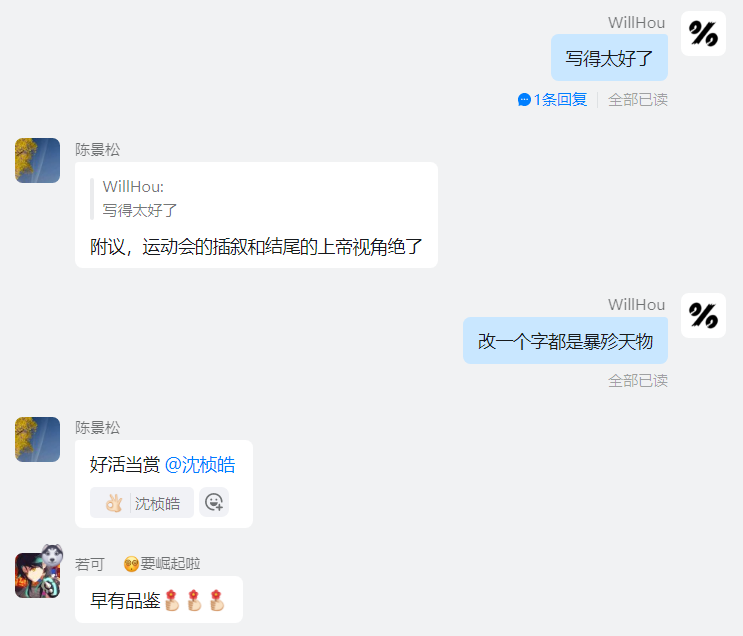 WillHou
写得太好了
1条回复 全部已读
陈景松
WillHou:
写得太好了
附议，运动会的插叙和结尾的上帝视角绝了
WillHou
改一个字都是暴殄天物
全部已读
陈景松
好活当赏 @沈桢皓
👌🏻 沈桢皓
若可 😵‍💫要崛起啦
早有品鉴